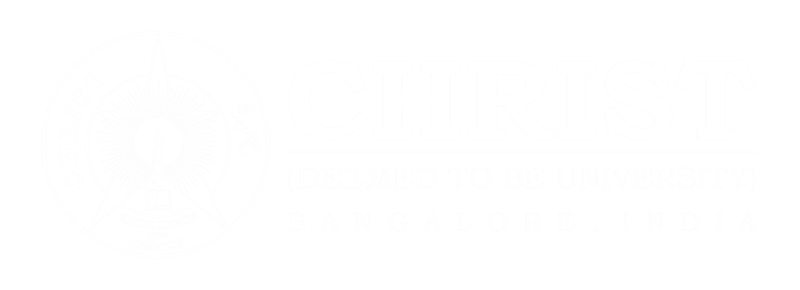 CHRIST
(DEEMED TO BE UNIVERSITY)
BANGALORE INDIA